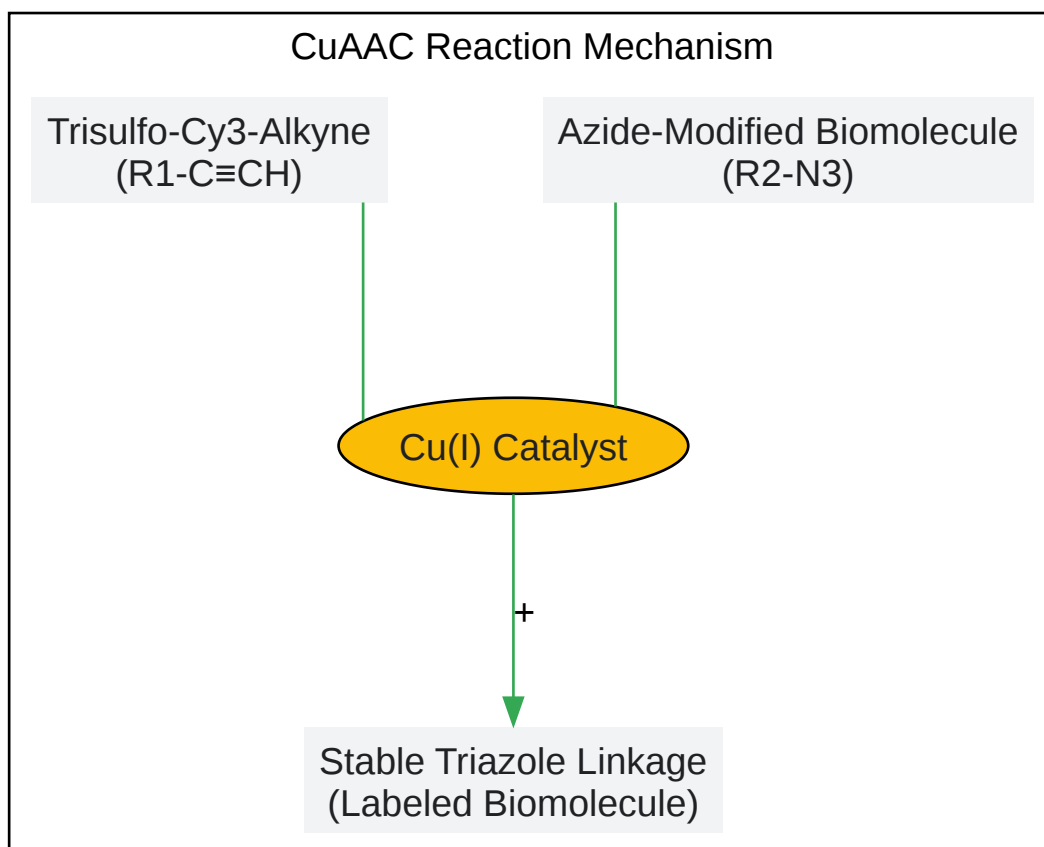 CuAAC Reaction Mechanism
Trisulfo-Cy3-Alkyne
(R1-C≡CH)
Azide-Modified Biomolecule
(R2-N3)
Cu(I) Catalyst
+
Stable Triazole Linkage
(Labeled Biomolecule)